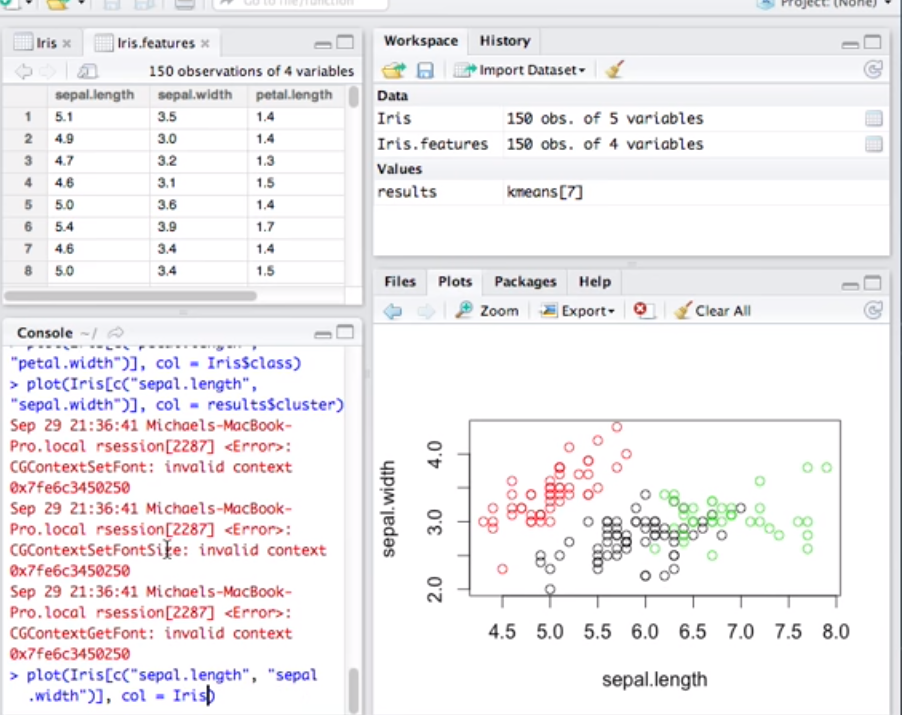 Go to file/function
Project: (None)
Iris
Iris.features
150 observations of 4 variables
sepal.length sepal.width petal.length
1 5.1 3.5 1.4
2 4.9 3.0 1.4
3 4.7 3.2 1.3
4 4.6 3.1 1.5
5 5.0 3.6 1.4
6 5.4 3.9 1.7
7 4.6 3.4 1.4
8 5.0 3.4 1.5
Console ~/
"petal.width")], col = Iris$class)
> plot(Iris[c("sepal.length",
"sepal.width")], col = results$cluster)
Sep 29 21:36:41 Michaels-MacBook-
Pro.local rsession[2287] <Error>:
CGContextSetFont: invalid context
0x7fe6c3450250
Sep 29 21:36:41 Michaels-MacBook-
Pro.local rsession[2287] <Error>:
CGContextSetFontSize: invalid context
0x7fe6c3450250
Sep 29 21:36:41 Michaels-MacBook-
Pro.local rsession[2287] <Error>:
CGContextGetFont: invalid context
0x7fe6c3450250
> plot(Iris[c("sepal.length", "sepal
.width")], col = Iris)
Workspace History
Import Dataset
Data
Iris 150 obs. of 5 variables
Iris.features 150 obs. of 4 variables
Values
results kmeans[7]
Files Plots Packages Help
Zoom Export Clear All
sepal.width
4.0
3.0
2.0
4.5 5.0 5.5 6.0 6.5 7.0 7.5 8.0
sepal.length